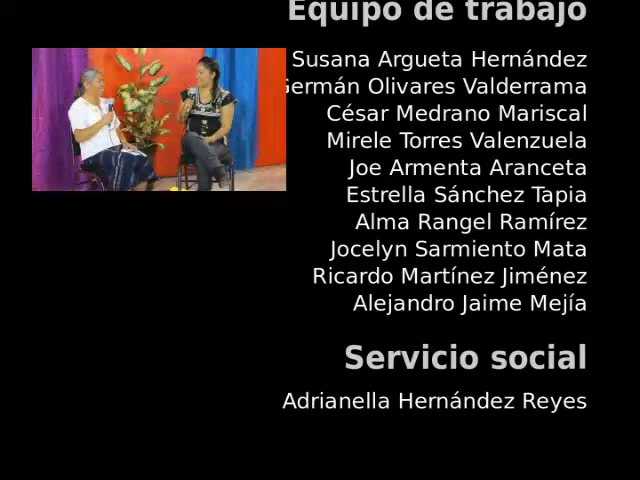 Equipo de trabajo
Susana Argueta Hernández
Germán Olivares Valderrama
César Medrano Mariscal
Mirele Torres Valenzuela
Joe Armenta Aranceta
Estrella Sánchez Tapia
Alma Rangel Ramírez
Jocelyn Sarmiento Mata
Ricardo Martínez Jiménez
Alejandro Jaime Mejía
Servicio social
Adrianella Hernández Reyes